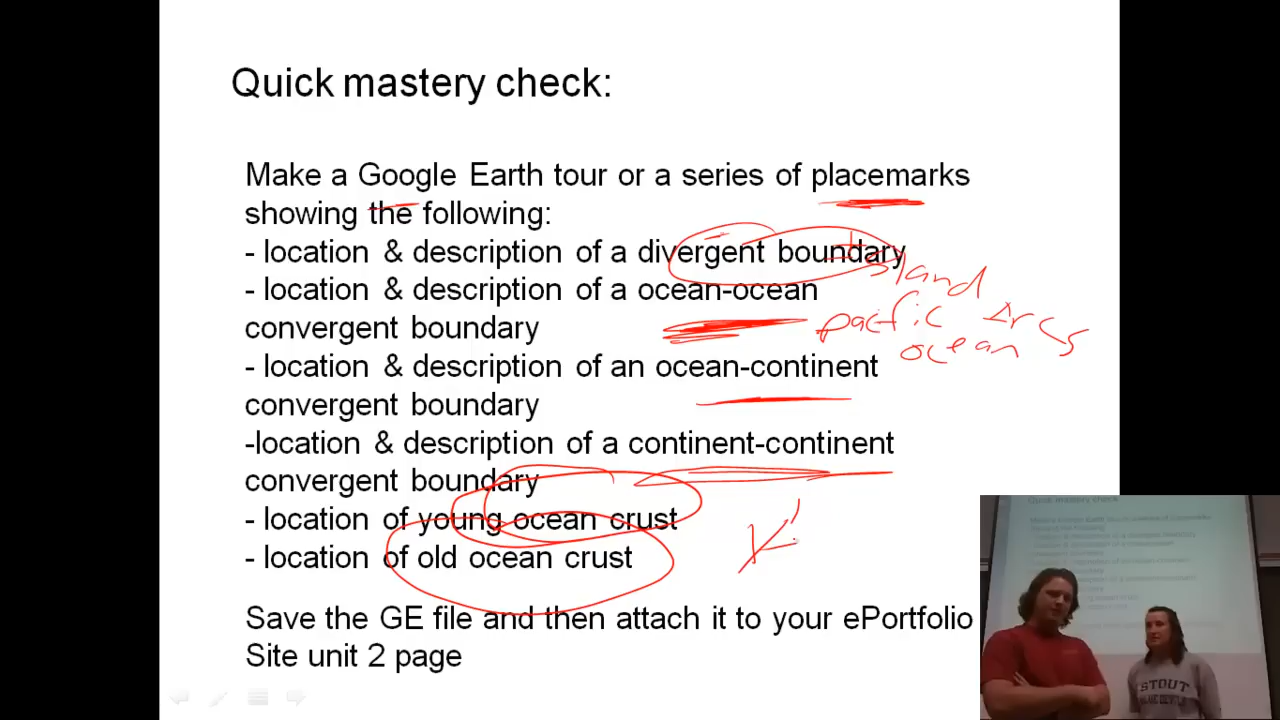 Quick mastery check:
Make a Google Earth tour or a series of placemarks
showing the following:
- location & description of a divergent boundary
- location & description of a ocean-ocean
convergent boundary
- location & description of an ocean-continent
convergent boundary
-location & description of a continent-continent
convergent boundary
- location of young ocean crust
- location of old ocean crust
Save the GE file and then attach it to your ePortfolio
Site unit 2 page
Island
Arcs
pacific
ocean
STOUT